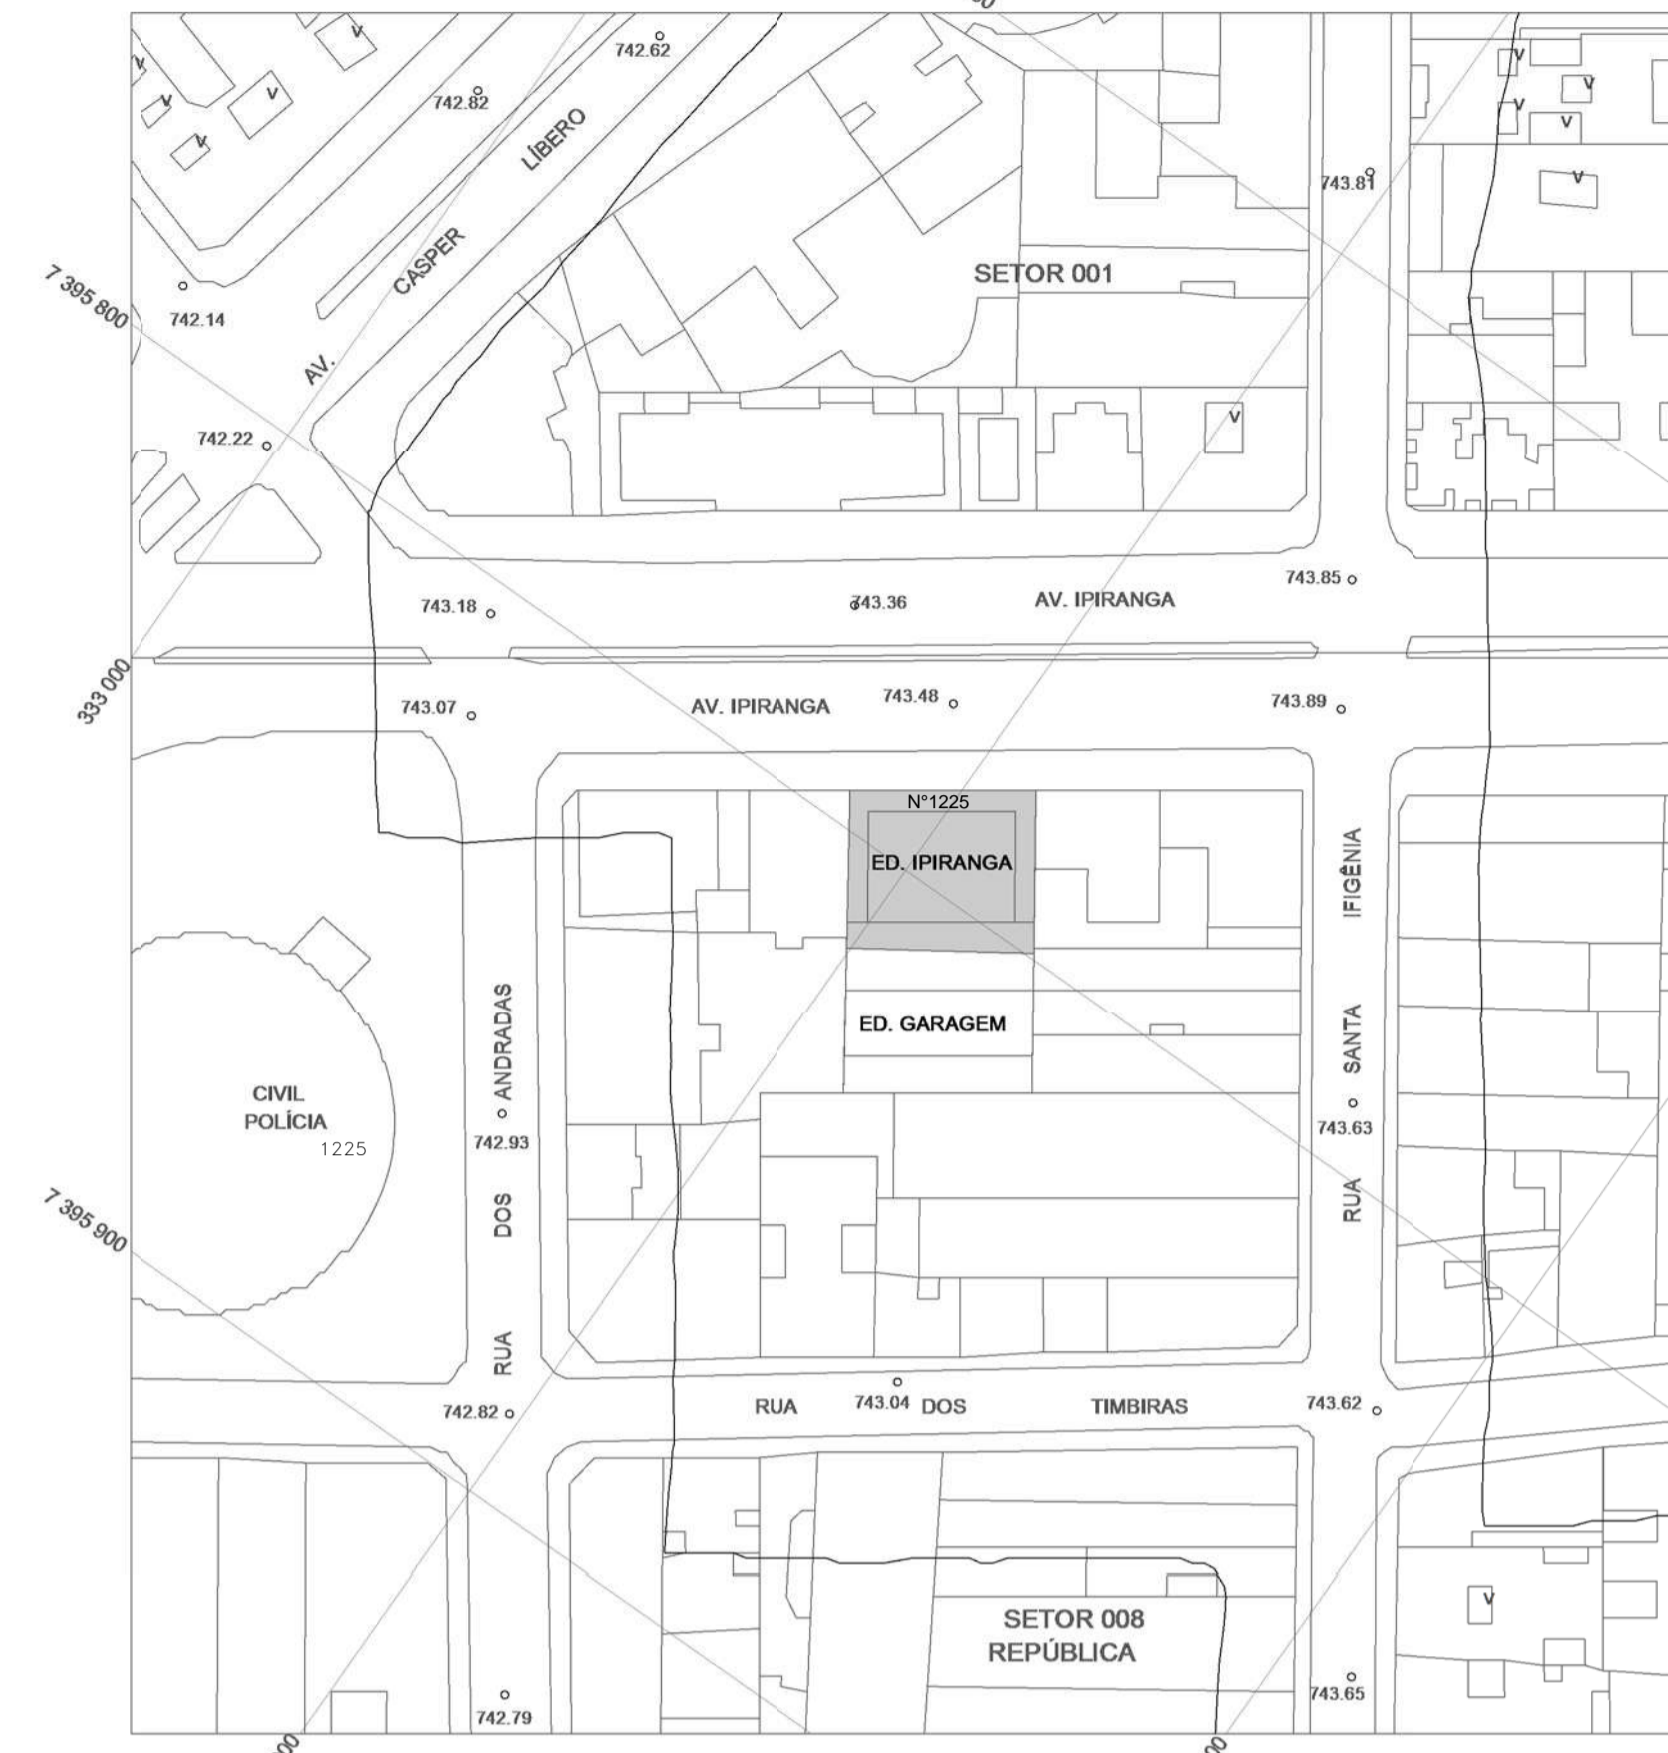 00
742.62
742.82
V
V
V
V
V
V
V
V
V
V
LÍBERO
743.81
V
CASPER
SETOR 001
7 395 800
742.14
AV.
V
742.22
743.85
743.18
743.36
AV. IPIRANGA
333 000
743.07
AV. IPIRANGA
743.48
743.89
N°1225
ED. IPIRANGA
IFIGÊNIA
ANDRADAS
ED. GARAGEM
SANTA
CIVIL
POLÍCIA
1225
742.93
743.63
DOS
RUA
7 395 900
RUA
742.82
RUA
743.04
DOS
TIMBIRAS
743.62
V
SETOR 008
REPÚBLICA
743.65
742.79
00
00